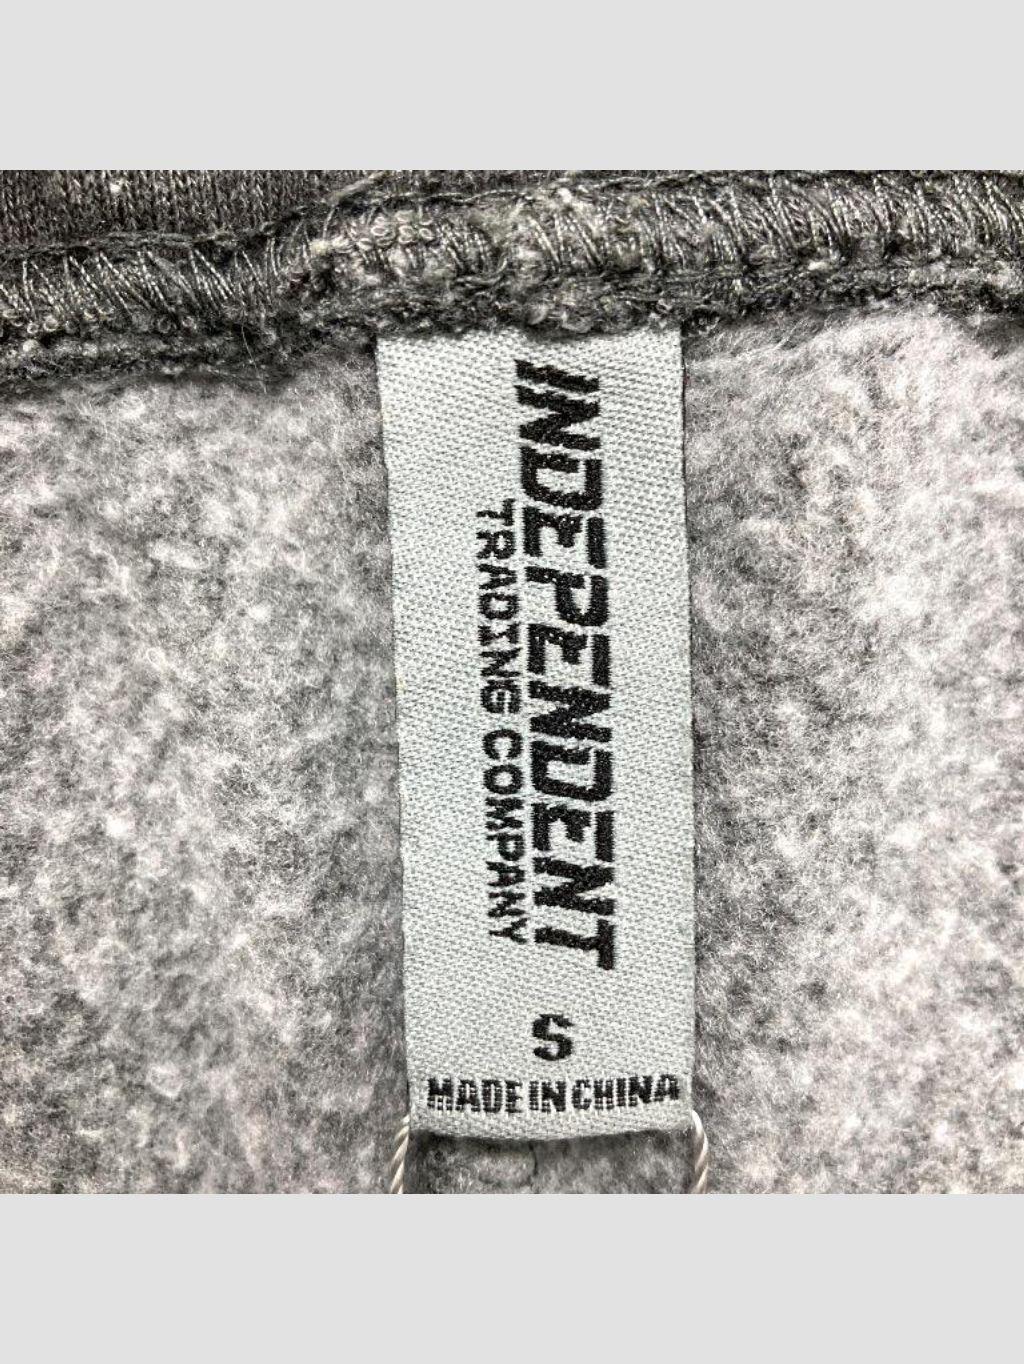 INDEPENDENT
TRADING COMPANY
S
MADE IN CHINA